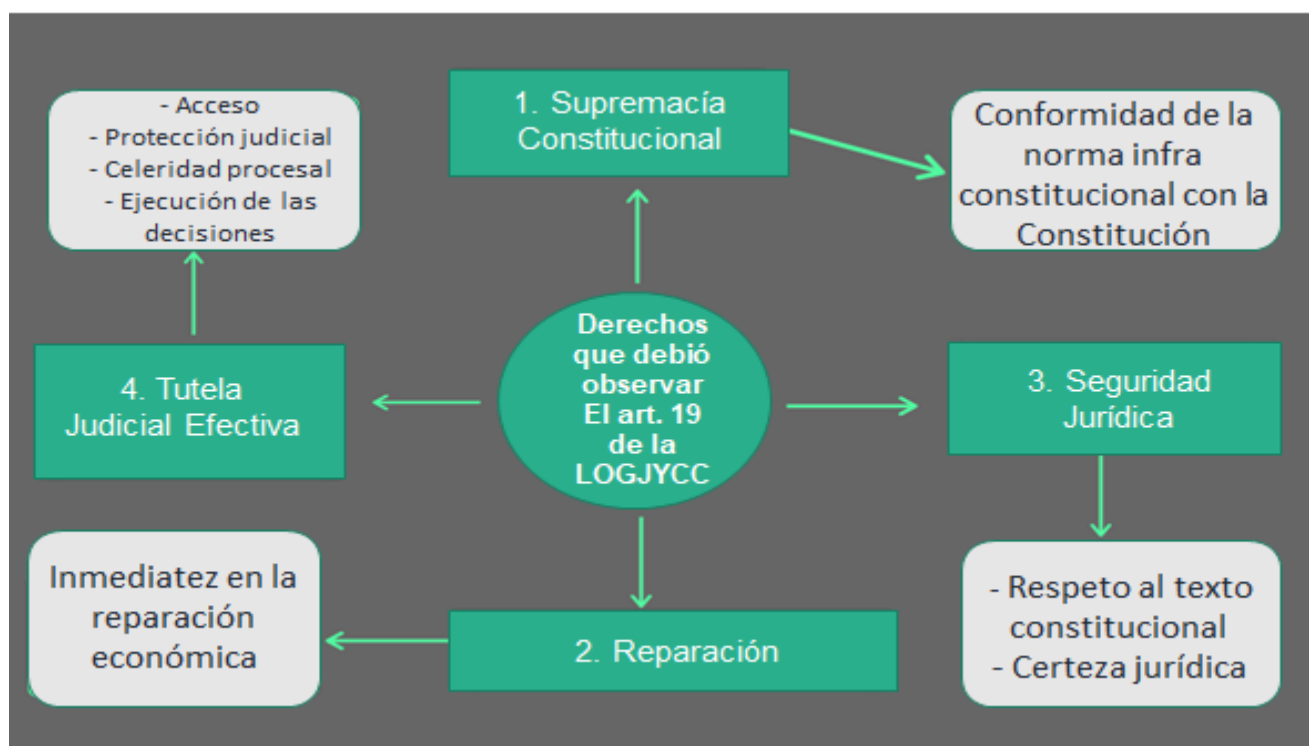 - Acceso
- Protección judicial
- Celeridad procesal
- Ejecución de las
decisiones
1. Supremacía
Constitucional
Conformidad de la
norma infra
constitucional con la
Constitución
4. Tutela
Judicial Efectiva
Derechos
que debió
observar
El art. 19
de la
LOGJYCC
3. Seguridad
Jurídica
Inmediatez en la
reparación
económica
2. Reparación
- Respeto al texto
constitucional
- Certeza jurídica